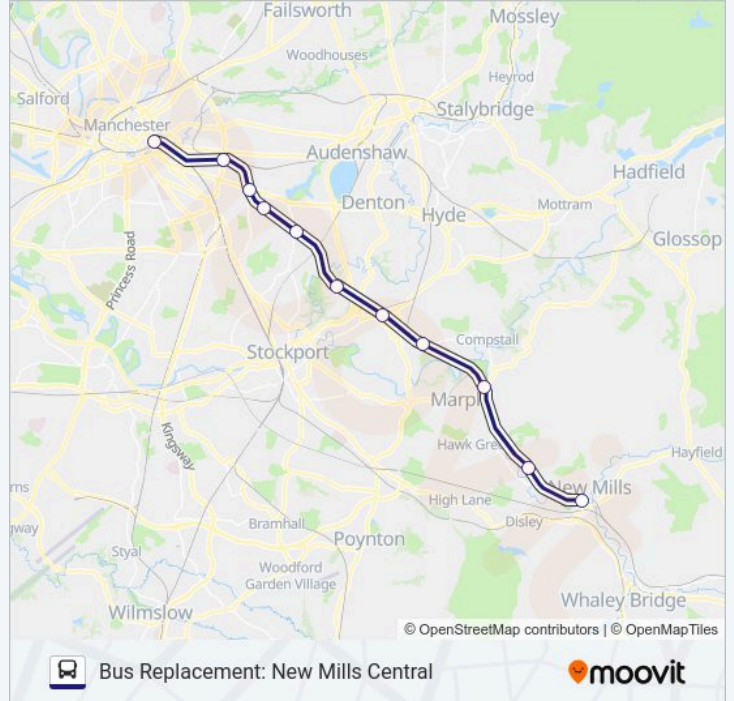 Failsworth
Mossley
Woodhouses
Heyrod
Salford
Stalybridge
Manchester
Audenshaw
Hadfield
Denton
Mottram
Hyde
Glossop
Princess Road
Compstall
Stockport
Marpl
Kingsway
Hawk Gre
Hayfield
New Mills
High Lane
Disley
Bramhall
Poynton
Styal
Woodford
Garden Village
Whaley Bridge
Wilmslow
© OpenStreetMap contributors | © OpenMapTiles
Bus Replacement: New Mills Central
moovit